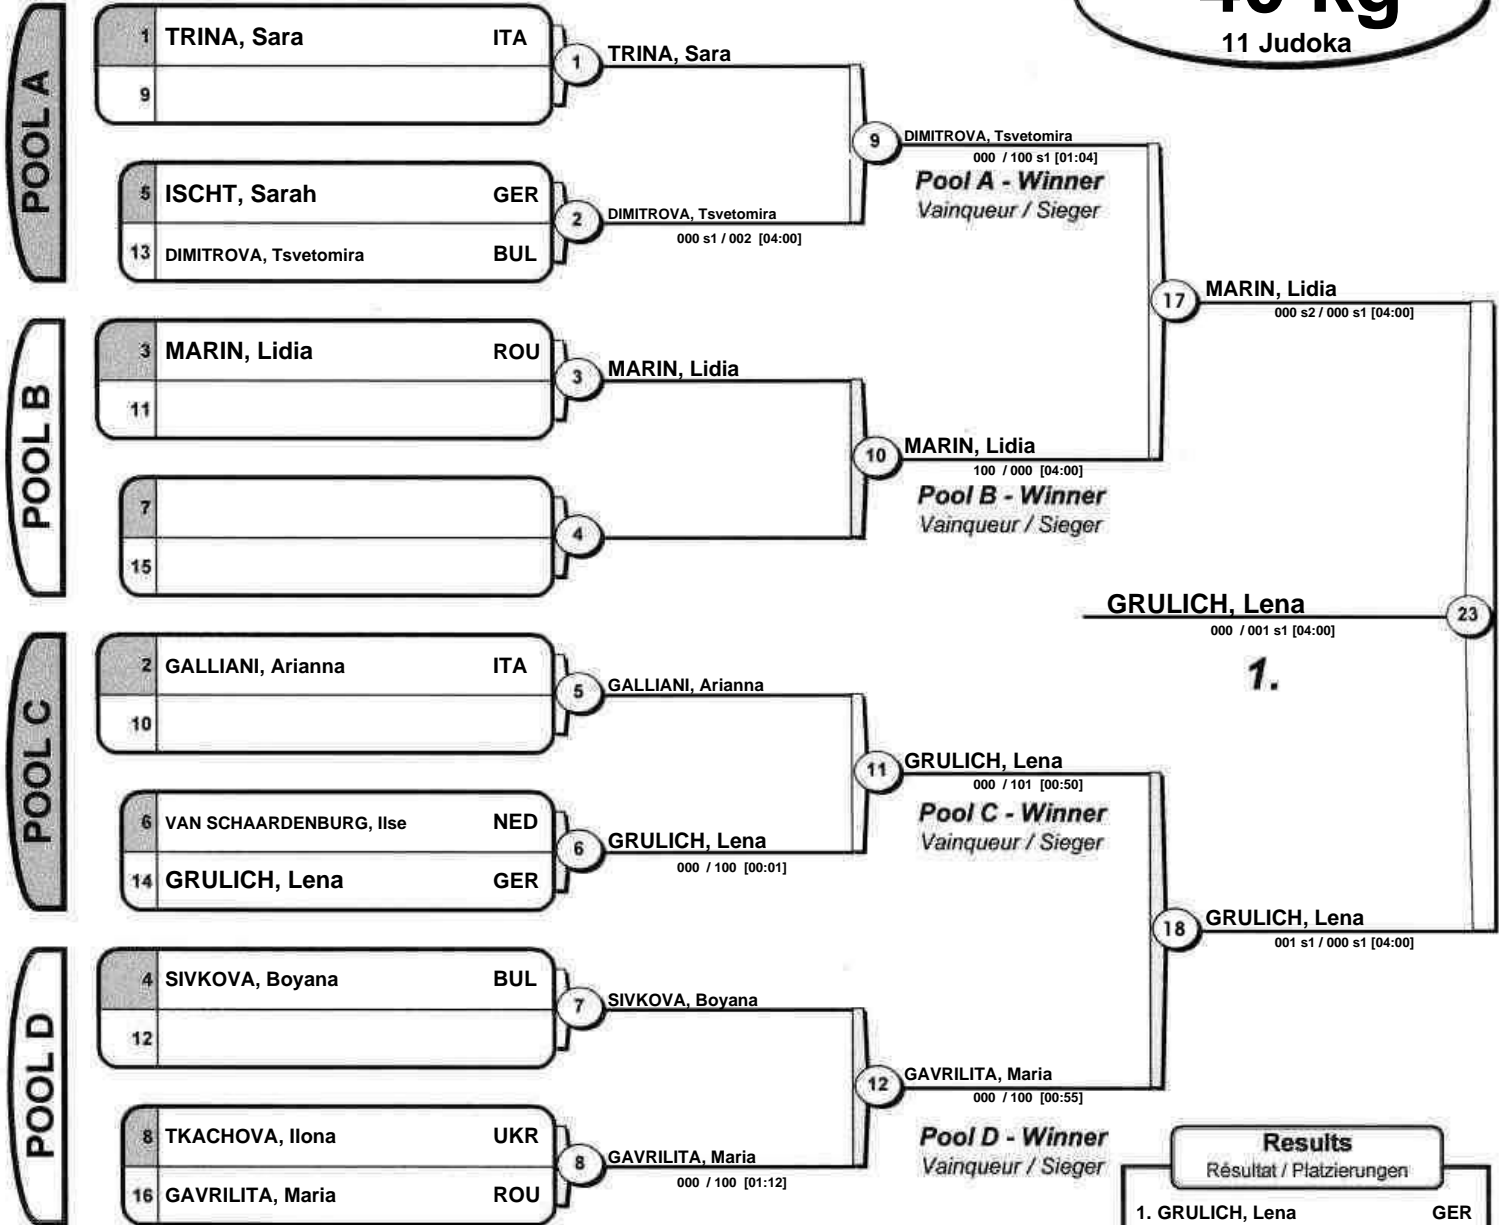 40 kg
11 Judoka
POOL A
1 TRINA, Sara ITA
9
1 TRINA, Sara
5 ISCHT, Sarah GER
13 DIMITROVA, Tsvetomira BUL
2 DIMITROVA, Tsvetomira
000 s1 / 002 [04:00]
9 DIMITROVA, Tsvetomira
000 / 100 s1 [01:04]
Pool A - Winner
Vainqueur / Sieger
POOL B
3 MARIN, Lidia ROU
11
3 MARIN, Lidia
7
15
4
10 MARIN, Lidia
100 / 000 [04:00]
Pool B - Winner
Vainqueur / Sieger
17 MARIN, Lidia
000 s2 / 000 s1 [04:00]
GRULICH, Lena 23
000 / 001 s1 [04:00]
1.
POOL C
2 GALLIANI, Arianna ITA
10
5 GALLIANI, Arianna
6 VAN SCHAARDENBURG, Ilse NED
14 GRULICH, Lena GER
6 GRULICH, Lena
000 / 100 [00:01]
11 GRULICH, Lena
000 / 101 [00:50]
Pool C - Winner
Vainqueur / Sieger
18 GRULICH, Lena
001 s1 / 000 s1 [04:00]
POOL D
4 SIVKOVA, Boyana BUL
12
7 SIVKOVA, Boyana
8 TKACHOVA, Ilona UKR
16 GAVRILITA, Maria ROU
8 GAVRILITA, Maria
000 / 100 [01:12]
12 GAVRILITA, Maria
000 / 100 [00:55]
Pool D - Winner
Vainqueur / Sieger
Results
Résultat / Platzierungen
1. GRULICH, Lena GER